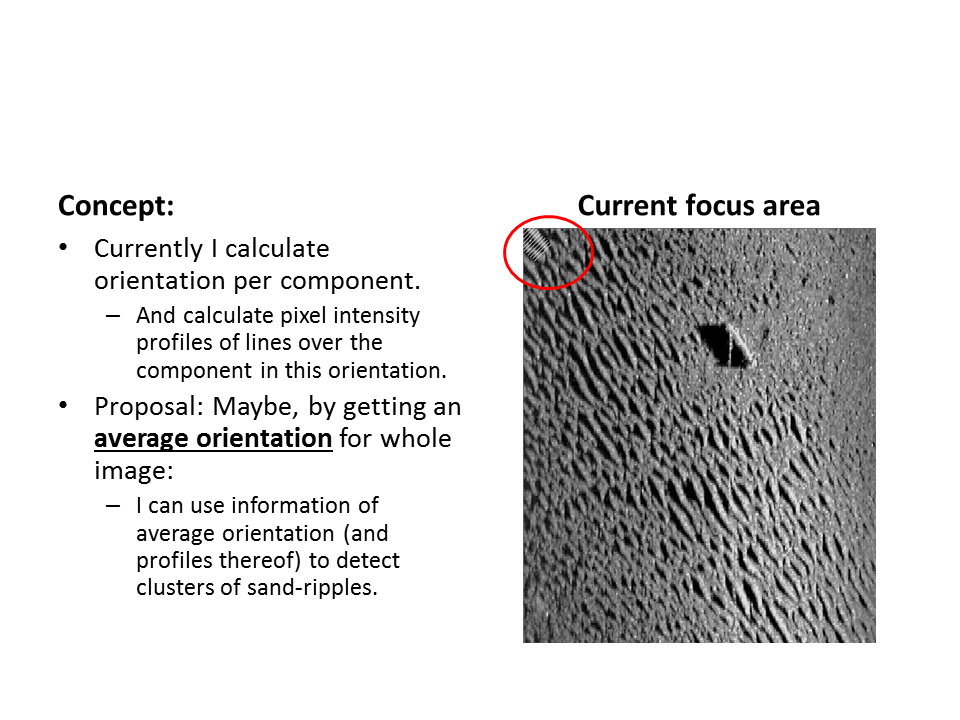 Concept:
• Currently I calculate
orientation per component.
– And calculate pixel intensity
profiles of lines over the
component in this orientation.
• Proposal: Maybe, by getting an
average orientation for whole
image:
– I can use information of
average orientation (and
profiles thereof) to detect
clusters of sand-ripples.
Current focus area